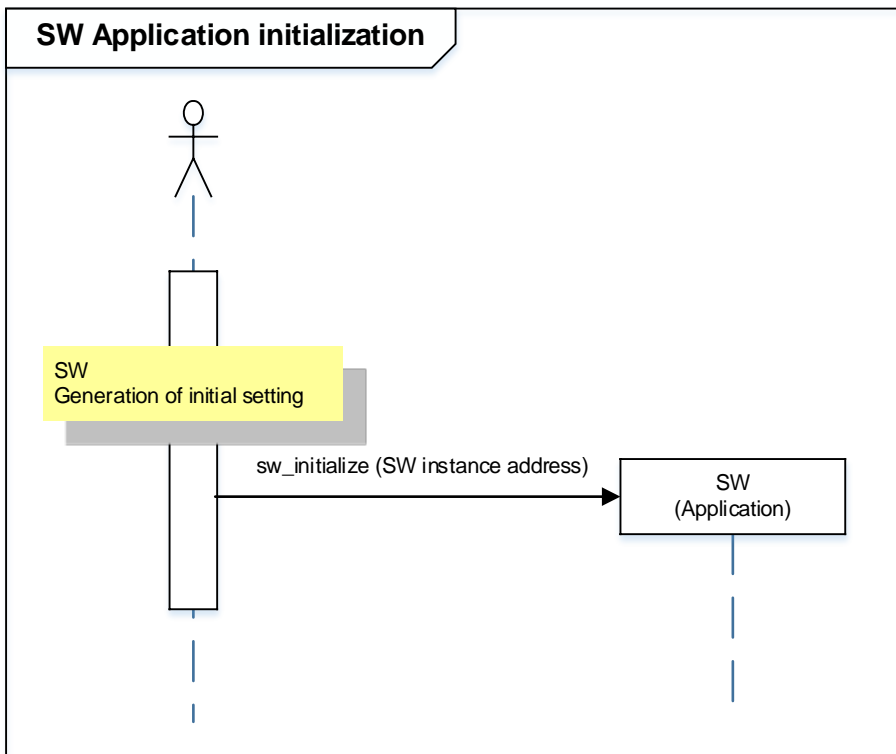 SW Application initialization
SW
Generation of initial setting
sw_initialize (SW instance address)
SW
(Application)